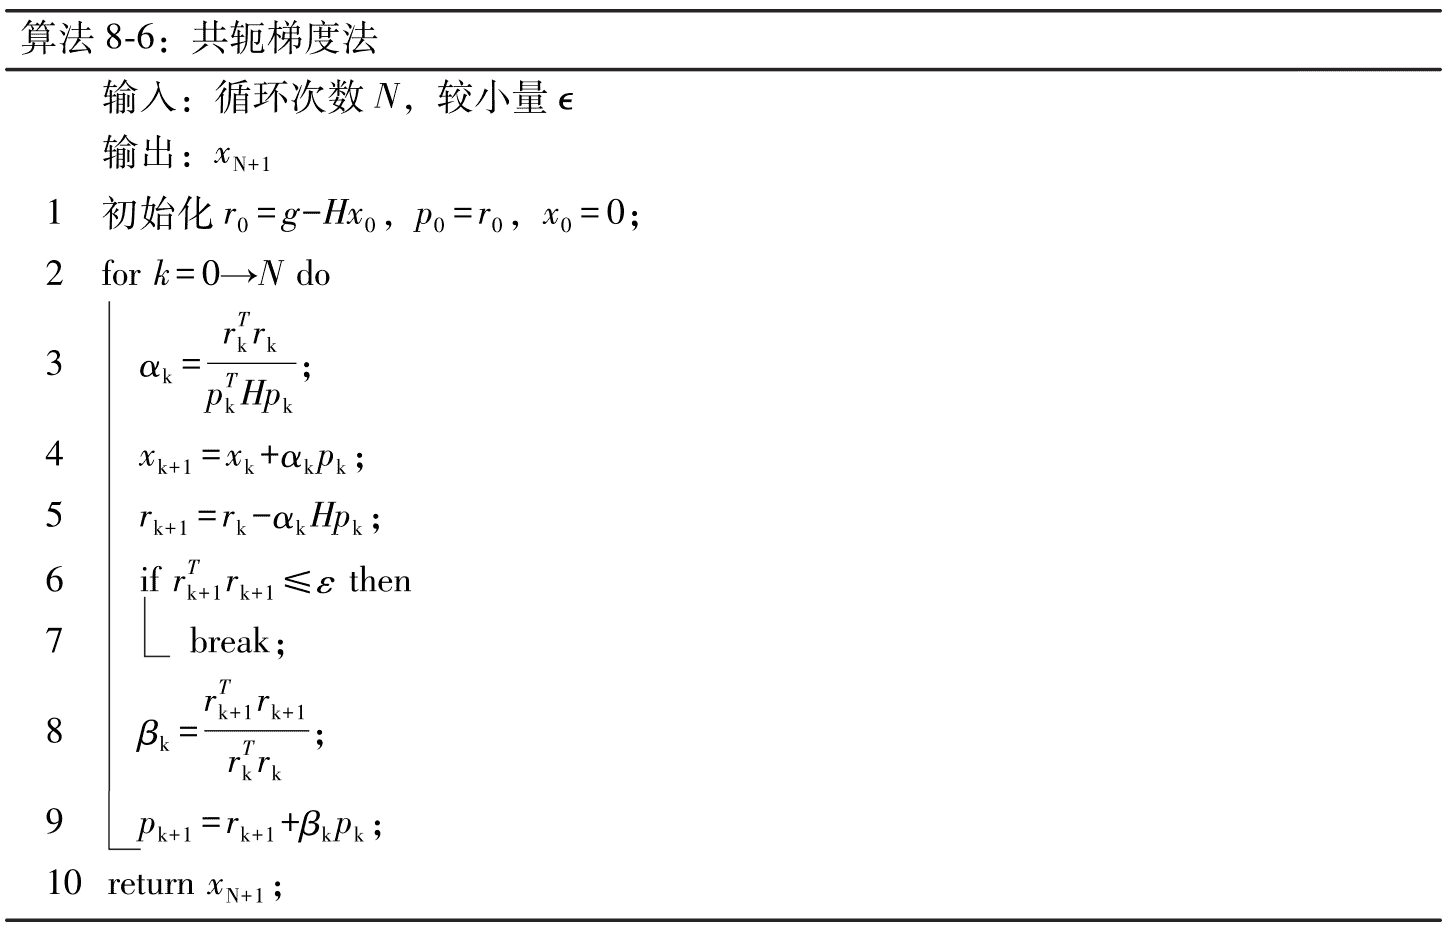 算法 8-6：共轭梯度法
输入：循环次数 N，较小量 ϵ
输出：x_{N+1}
1 初始化 r_0=g-Hx_0，p_0=r_0，x_0=0；
2 for k=0→N do
3 α_k=\frac{r_k^T r_k}{p_k^T Hp_k}；
4 x_{k+1}=x_k+α_k p_k；
5 r_{k+1}=r_k-α_k Hp_k；
6 if r_{k+1}^T r_{k+1}≤ε then
7 break；
8 β_k=\frac{r_{k+1}^T r_{k+1}}{r_k^T r_k}；
9 p_{k+1}=r_{k+1}+β_k p_k；
10 return x_{N+1}；